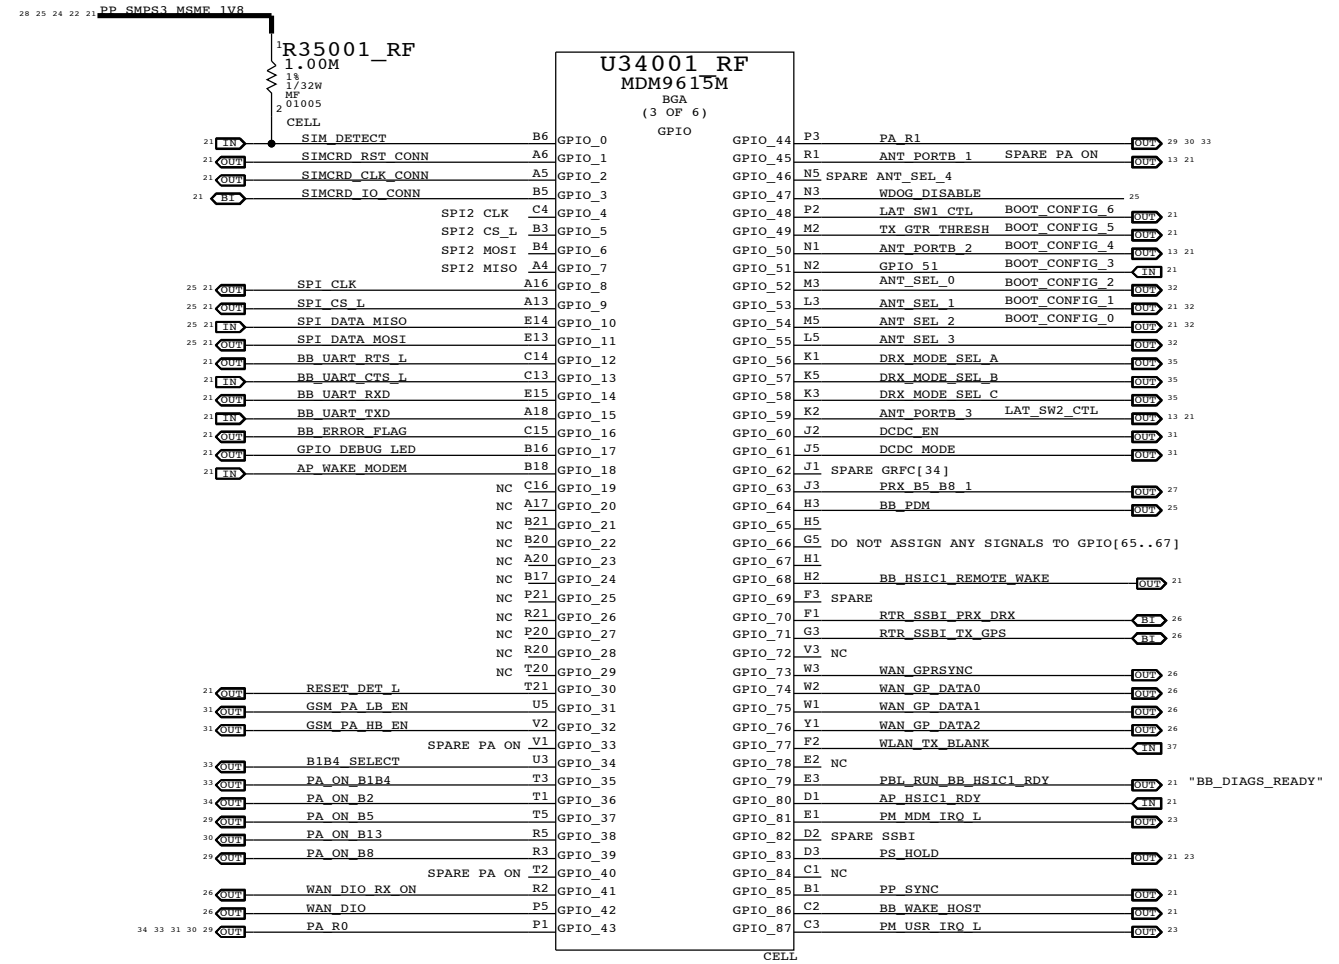 28 25 24 22 21 PP_SMPS3_MSME_1V8
1 R35001_RF
1.00M
1%
1/32W
MF
2 01005
CELL
U34001_RF
MDM9615M
BGA
(3 OF 6)
GPIO
21 IN SIM_DETECT B6 GPIO_0
21 OUT SIMCRD_RST_CONN A6 GPIO_1
21 OUT SIMCRD_CLK_CONN A5 GPIO_2
21 BI SIMCRD_IO_CONN B5 GPIO_3
SPI2 CLK C4 GPIO_4
SPI2 CS_L B3 GPIO_5
SPI2 MOSI B4 GPIO_6
SPI2 MISO A4 GPIO_7
25 21 OUT SPI_CLK A16 GPIO_8
25 21 OUT SPI_CS_L A13 GPIO_9
25 21 IN SPI_DATA_MISO E14 GPIO_10
25 21 OUT SPI_DATA_MOSI E13 GPIO_11
21 OUT BB_UART_RTS_L C14 GPIO_12
21 IN BB_UART_CTS_L C13 GPIO_13
21 OUT BB_UART_RXD E15 GPIO_14
21 IN BB_UART_TXD A18 GPIO_15
21 OUT BB_ERROR_FLAG C15 GPIO_16
21 OUT GPIO_DEBUG_LED B16 GPIO_17
21 IN AP_WAKE_MODEM B18 GPIO_18
NC C16 GPIO_19
NC A17 GPIO_20
NC B21 GPIO_21
NC B20 GPIO_22
NC A20 GPIO_23
NC B17 GPIO_24
NC P21 GPIO_25
NC R21 GPIO_26
NC P20 GPIO_27
NC R20 GPIO_28
NC T20 GPIO_29
21 OUT RESET_DET_L T21 GPIO_30
31 OUT GSM_PA_LB_EN U5 GPIO_31
31 OUT GSM_PA_HB_EN V2 GPIO_32
SPARE PA ON V1 GPIO_33
33 OUT B1B4_SELECT U3 GPIO_34
33 OUT PA_ON_B1B4 T3 GPIO_35
34 OUT PA_ON_B2 T1 GPIO_36
29 OUT PA_ON_B5 T5 GPIO_37
30 OUT PA_ON_B13 R5 GPIO_38
29 OUT PA_ON_B8 R3 GPIO_39
SPARE PA ON T2 GPIO_40
26 OUT WAN_DIO_RX_ON R2 GPIO_41
26 OUT WAN_DIO P5 GPIO_42
34 33 31 30 29 OUT PA_R0 P1 GPIO_43
GPIO_44 P3 PA_R1 OUT 29 30 33
GPIO_45 R1 ANT_PORTB_1 SPARE PA ON OUT 13 21
GPIO_46 N5 SPARE ANT_SEL_4
GPIO_47 N3 WDOG_DISABLE 25
GPIO_48 P2 LAT_SW1_CTL BOOT_CONFIG_6 OUT 21
GPIO_49 M2 TX_GTR_THRESH BOOT_CONFIG_5 OUT 21
GPIO_50 N1 ANT_PORTB_2 BOOT_CONFIG_4 OUT 13 21
GPIO_51 N2 GPIO_51 BOOT_CONFIG_3 IN 21
GPIO_52 M3 ANT_SEL_0 BOOT_CONFIG_2 OUT 32
GPIO_53 L3 ANT_SEL_1 BOOT_CONFIG_1 OUT 21 32
GPIO_54 M5 ANT_SEL_2 BOOT_CONFIG_0 OUT 21 32
GPIO_55 L5 ANT_SEL_3 OUT 32
GPIO_56 K1 DRX_MODE_SEL_A OUT 35
GPIO_57 K5 DRX_MODE_SEL_B OUT 35
GPIO_58 K3 DRX_MODE_SEL_C OUT 35
GPIO_59 K2 ANT_PORTB_3 LAT_SW2_CTL OUT 13 21
GPIO_60 J2 DCDC_EN OUT 31
GPIO_61 J5 DCDC_MODE OUT 31
GPIO_62 J1 SPARE GRFC[34]
GPIO_63 J3 PRX_B5_B8_1 OUT 27
GPIO_64 H3 BB_PDM OUT 25
GPIO_65 H5
GPIO_66 G5 DO NOT ASSIGN ANY SIGNALS TO GPIO[65..67]
GPIO_67 H1
GPIO_68 H2 BB_HSIC1_REMOTE_WAKE OUT 21
GPIO_69 F3 SPARE
GPIO_70 F1 RTR_SSBI_PRX_DRX BI 26
GPIO_71 G3 RTR_SSBI_TX_GPS BI 26
GPIO_72 V3 NC
GPIO_73 W3 WAN_GPRSYNC OUT 26
GPIO_74 W2 WAN_GP_DATA0 OUT 26
GPIO_75 W1 WAN_GP_DATA1 OUT 26
GPIO_76 Y1 WAN_GP_DATA2 OUT 26
GPIO_77 F2 WLAN_TX_BLANK IN 37
GPIO_78 E2 NC
GPIO_79 E3 PBL_RUN_BB_HSIC1_RDY OUT 21 "BB_DIAGS_READY"
GPIO_80 D1 AP_HSIC1_RDY IN 21
GPIO_81 E1 PM_MDM_IRQ_L OUT 23
GPIO_82 D2 SPARE SSBI
GPIO_83 D3 PS_HOLD OUT 21 23
GPIO_84 C1 NC
GPIO_85 B1 PP_SYNC OUT 21
GPIO_86 C2 BB_WAKE_HOST OUT 21
GPIO_87 C3 PM_USR_IRQ_L OUT 23
CELL